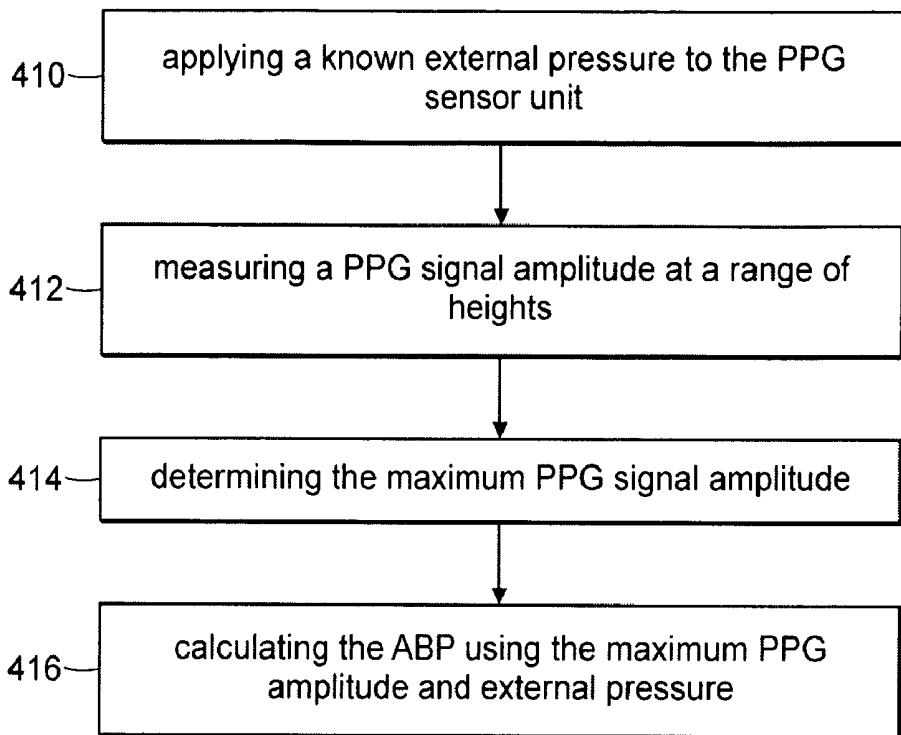 410
applying a known external pressure to the PPG
sensor unit
412
measuring a PPG signal amplitude at a range of
heights
414
determining the maximum PPG signal amplitude
416
calculating the ABP using the maximum PPG
amplitude and external pressure